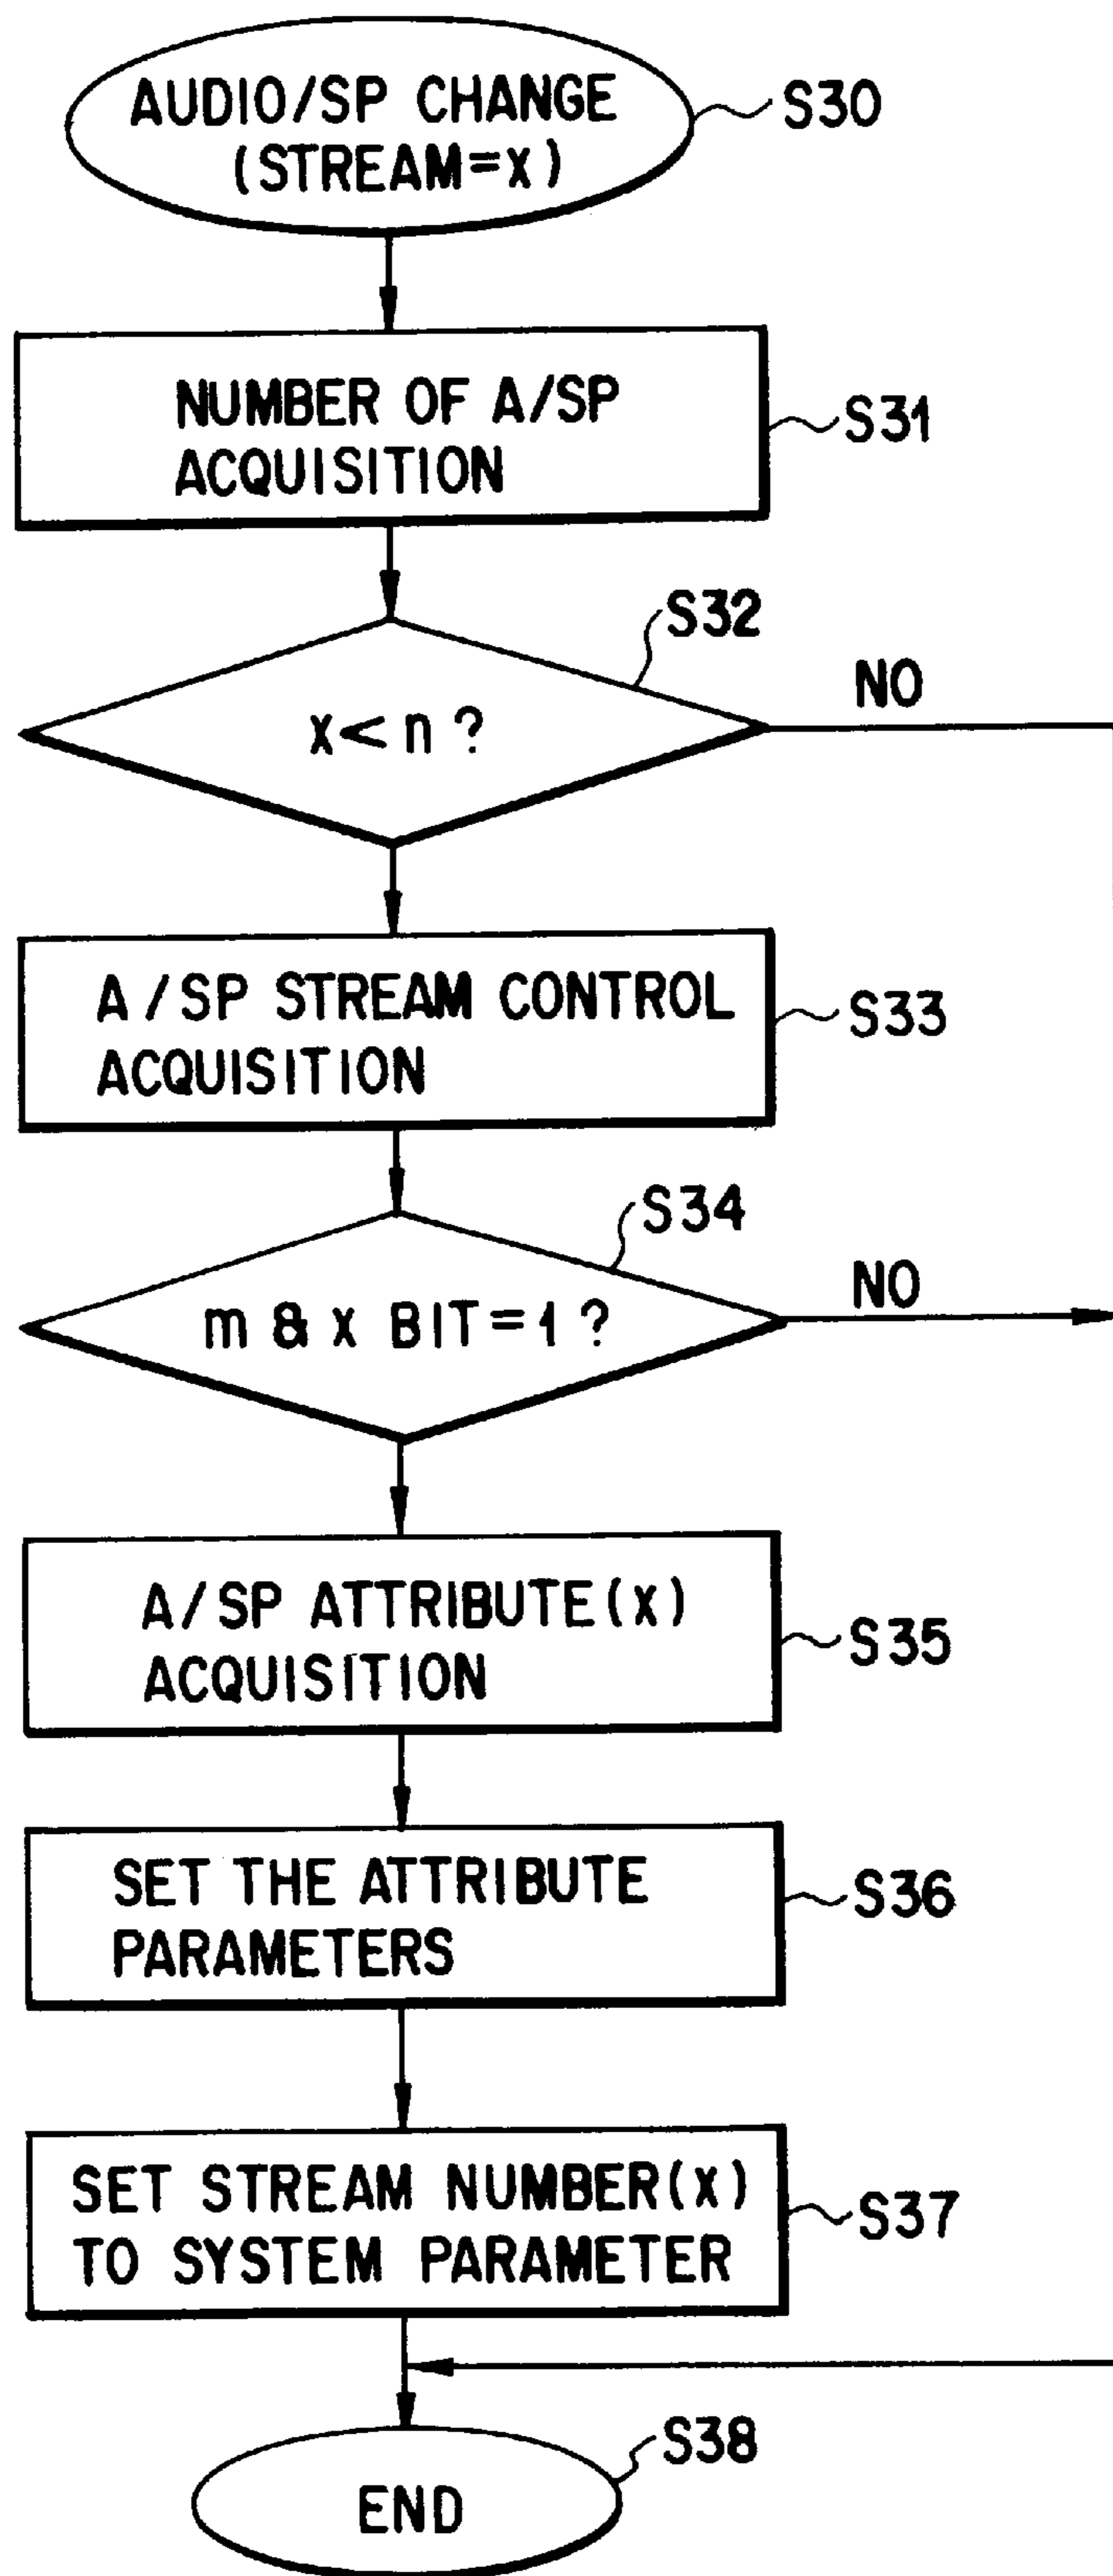 AUDIO/SP CHANGE
(STREAM=x)
S30
NUMBER OF A/SP
ACQUISITION
S31
S32
x<n?
NO
A/SP STREAM CONTROL
ACQUISITION
S33
S34
m & x BIT=1?
NO
A/SP ATTRIBUTE(x)
ACQUISITION
S35
SET THE ATTRIBUTE
PARAMETERS
S36
SET STREAM NUMBER(x)
TO SYSTEM PARAMETER
S37
S38
END